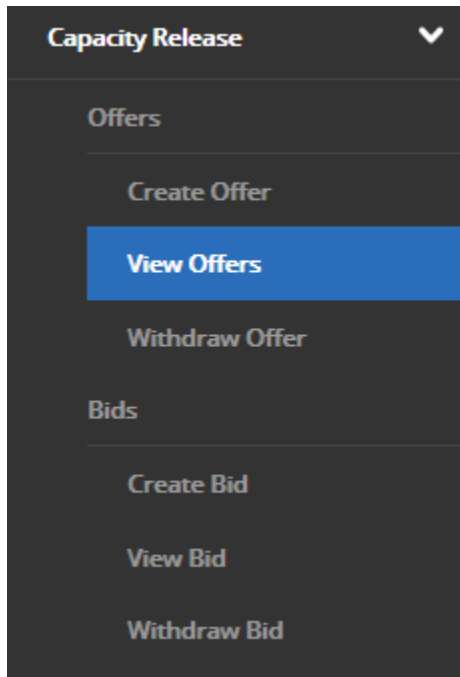 Capacity Release
Offers
Create Offer
View Offers
Withdraw Offer
Bids
Create Bid
View Bid
Withdraw Bid